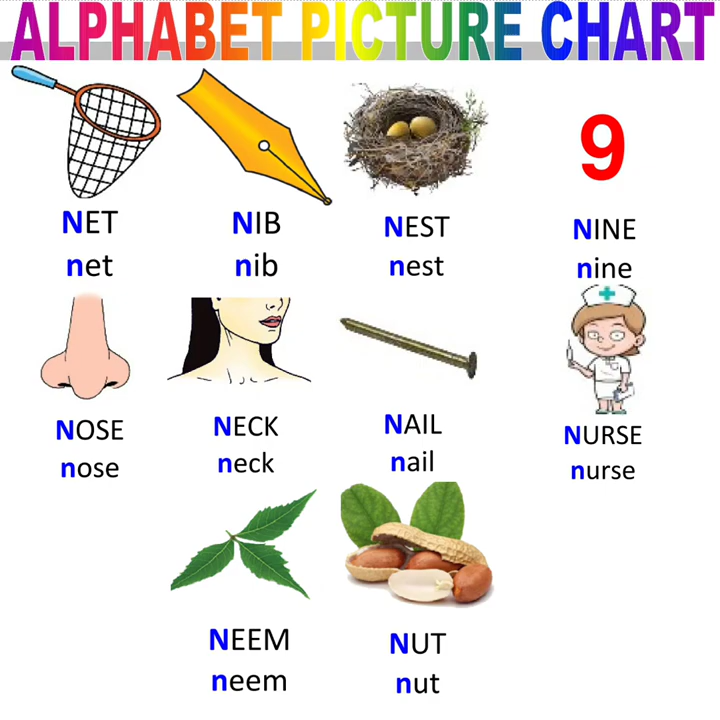 ALPHABET PICTURE CHART
9
NET
net
NIB
nib
NEST
nest
NINE
nine
NOSE
nose
NECK
neck
NAIL
nail
NURSE
nurse
NEEM
neem
NUT
nut